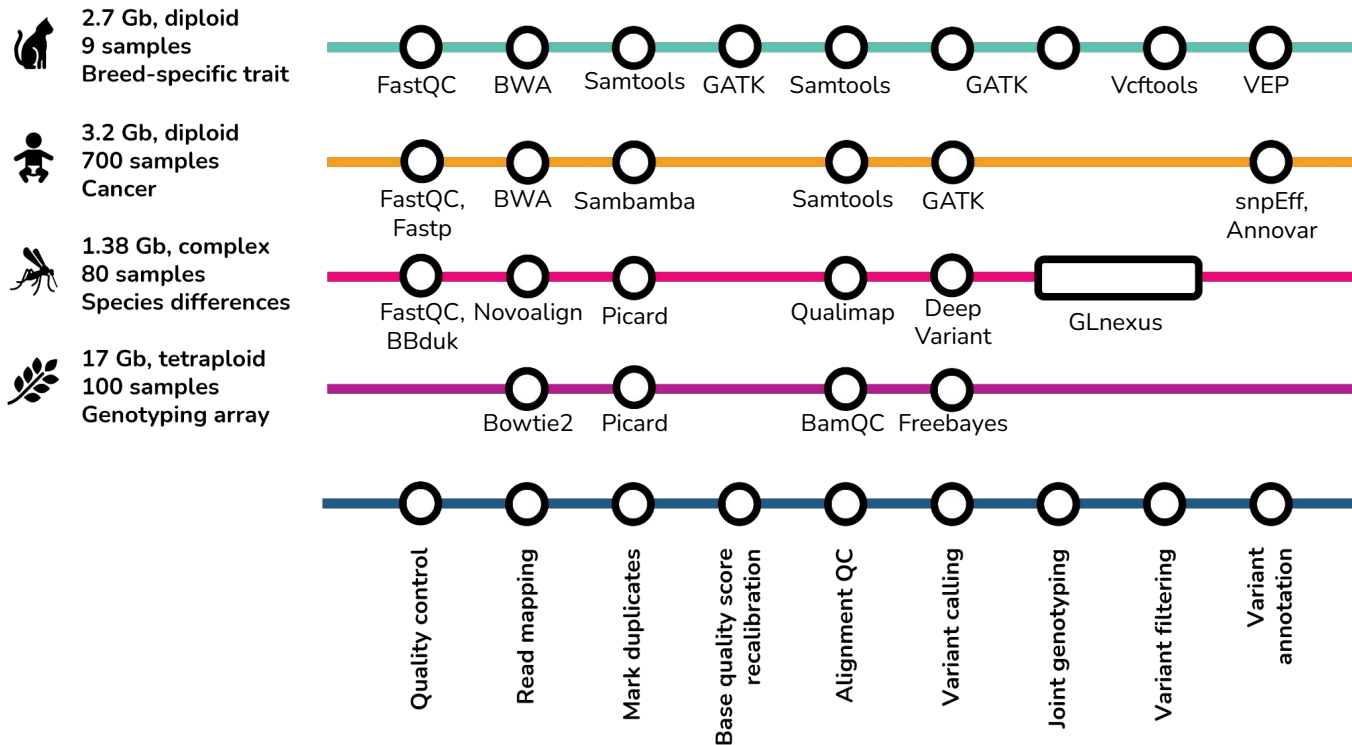 2.7 Gb, diploid
9 samples
Breed-specific trait
FastQC
BWA
Samtools
GATK
Samtools
GATK
Vcftools
VEP
3.2 Gb, diploid
700 samples
Cancer
FastQC,
Fastp
BWA
Sambamba
Samtools
GATK
snpEff,
Annovar
1.38 Gb, complex
80 samples
Species differences
FastQC,
BBduk
Novoalign
Picard
Qualimap
Deep
Variant
GLnexus
17 Gb, tetraploid
100 samples
Genotyping array
Bowtie2
Picard
BamQC
Freebayes
Quality control
Read mapping
Mark duplicates
Base quality score
recalibration
Alignment QC
Variant calling
Joint genotyping
Variant filtering
Variant
annotation